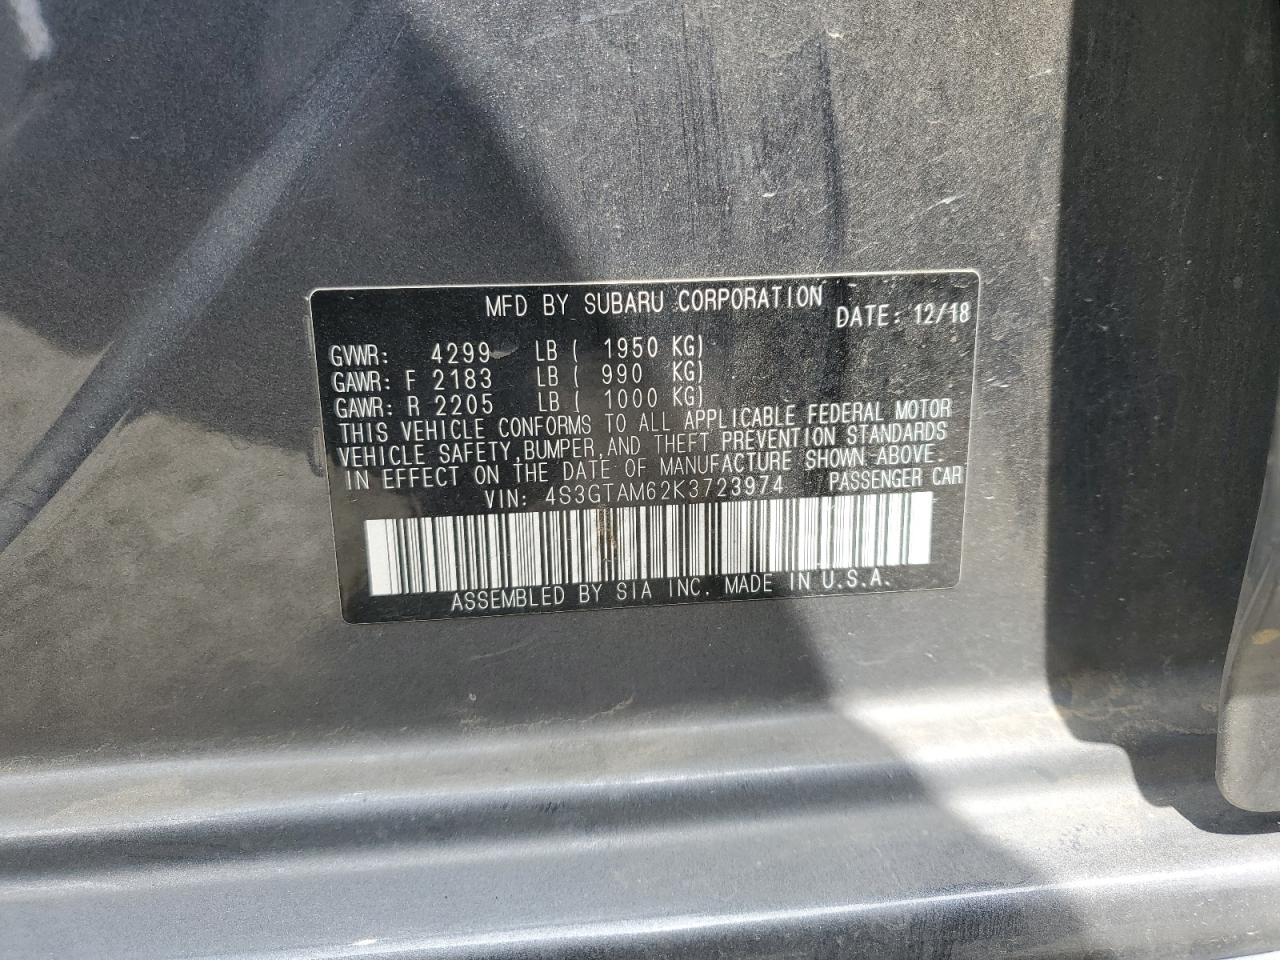 MFD BY SUBARU CORPORATION
DATE: 12/18
GVWR: 4299 LB ( 1950 KG)
GAWR: F 2183 LB ( 990 KG)
GAWR: R 2205 LB ( 1000 KG)
THIS VEHICLE CONFORMS TO ALL APPLICABLE FEDERAL MOTOR
VEHICLE SAFETY, BUMPER, AND THEFT PREVENTION STANDARDS
IN EFFECT ON THE DATE OF MANUFACTURE SHOWN ABOVE.
VIN: 4S3GTAM62K3723974 PASSENGER CAR
ASSEMBLED BY SIA INC. MADE IN U.S.A.